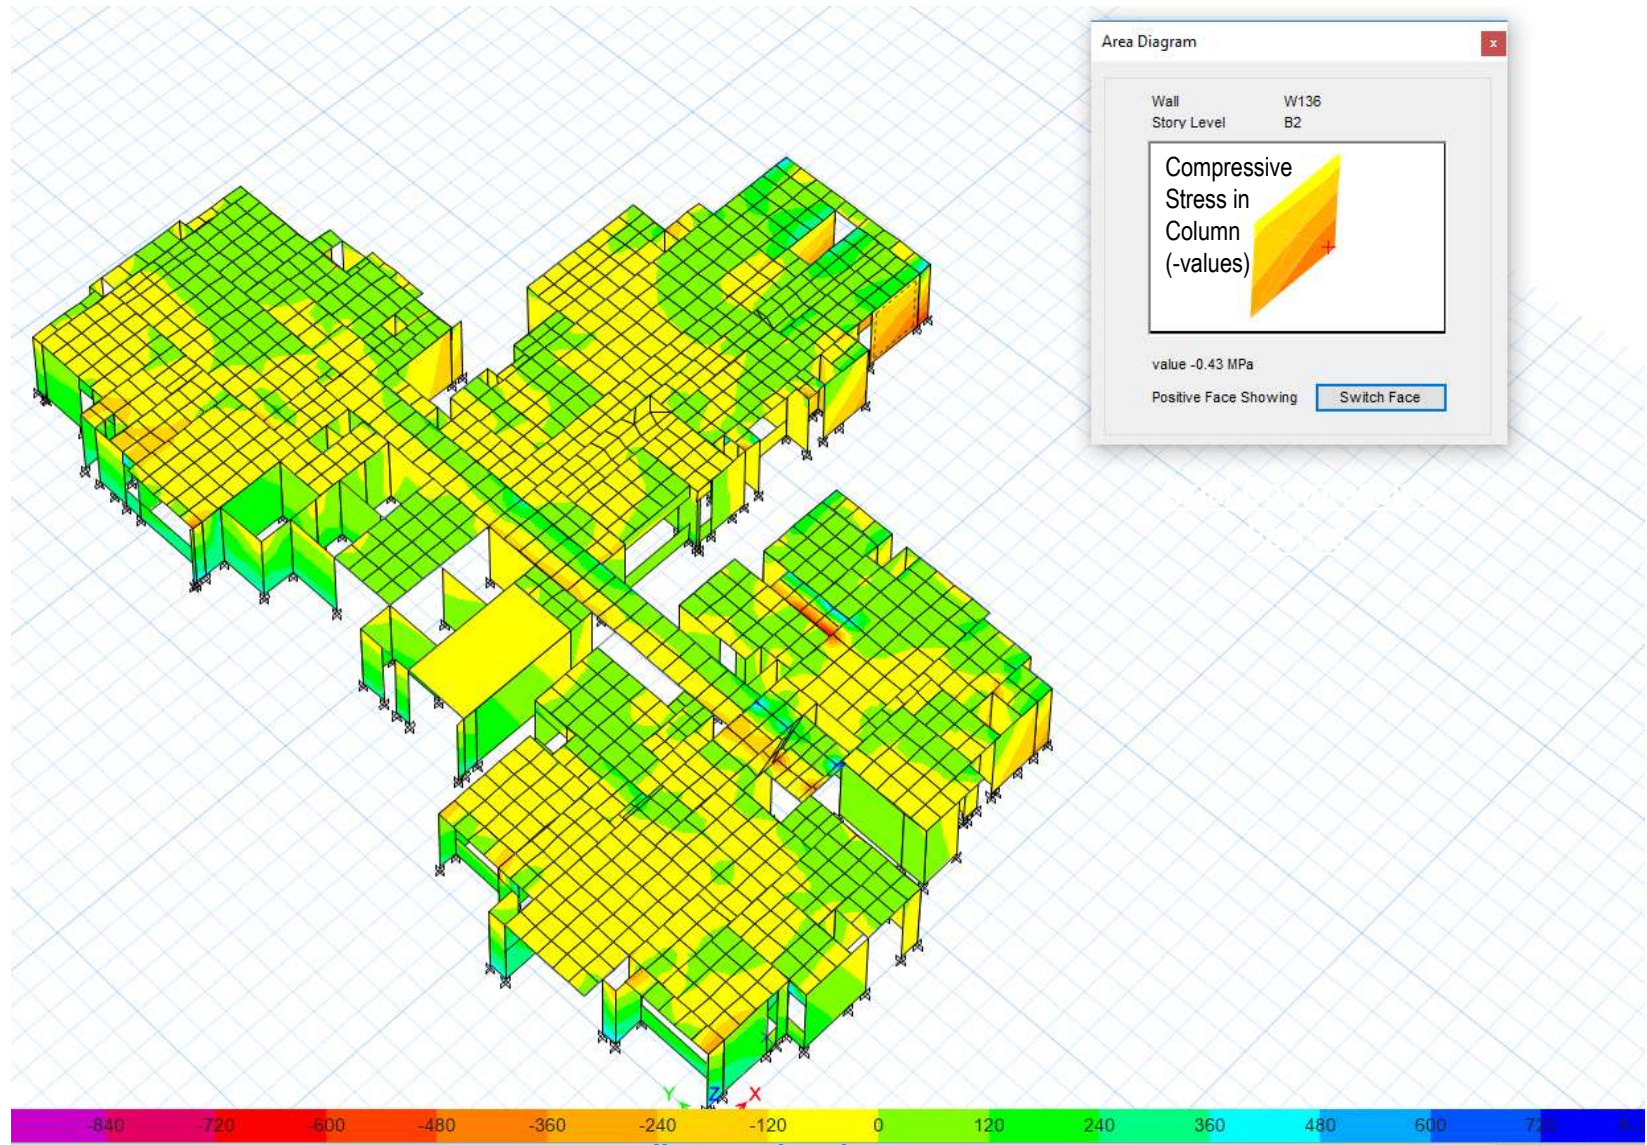 Area Diagram
x
Wall W136
Story Level B2
Compressive
Stress in
Column
(-values)
value -0.43 MPa
Positive Face Showing Switch Face
Y Z X
-840 -720 -600 -480 -360 -240 -120 0 120 240 360 480 600